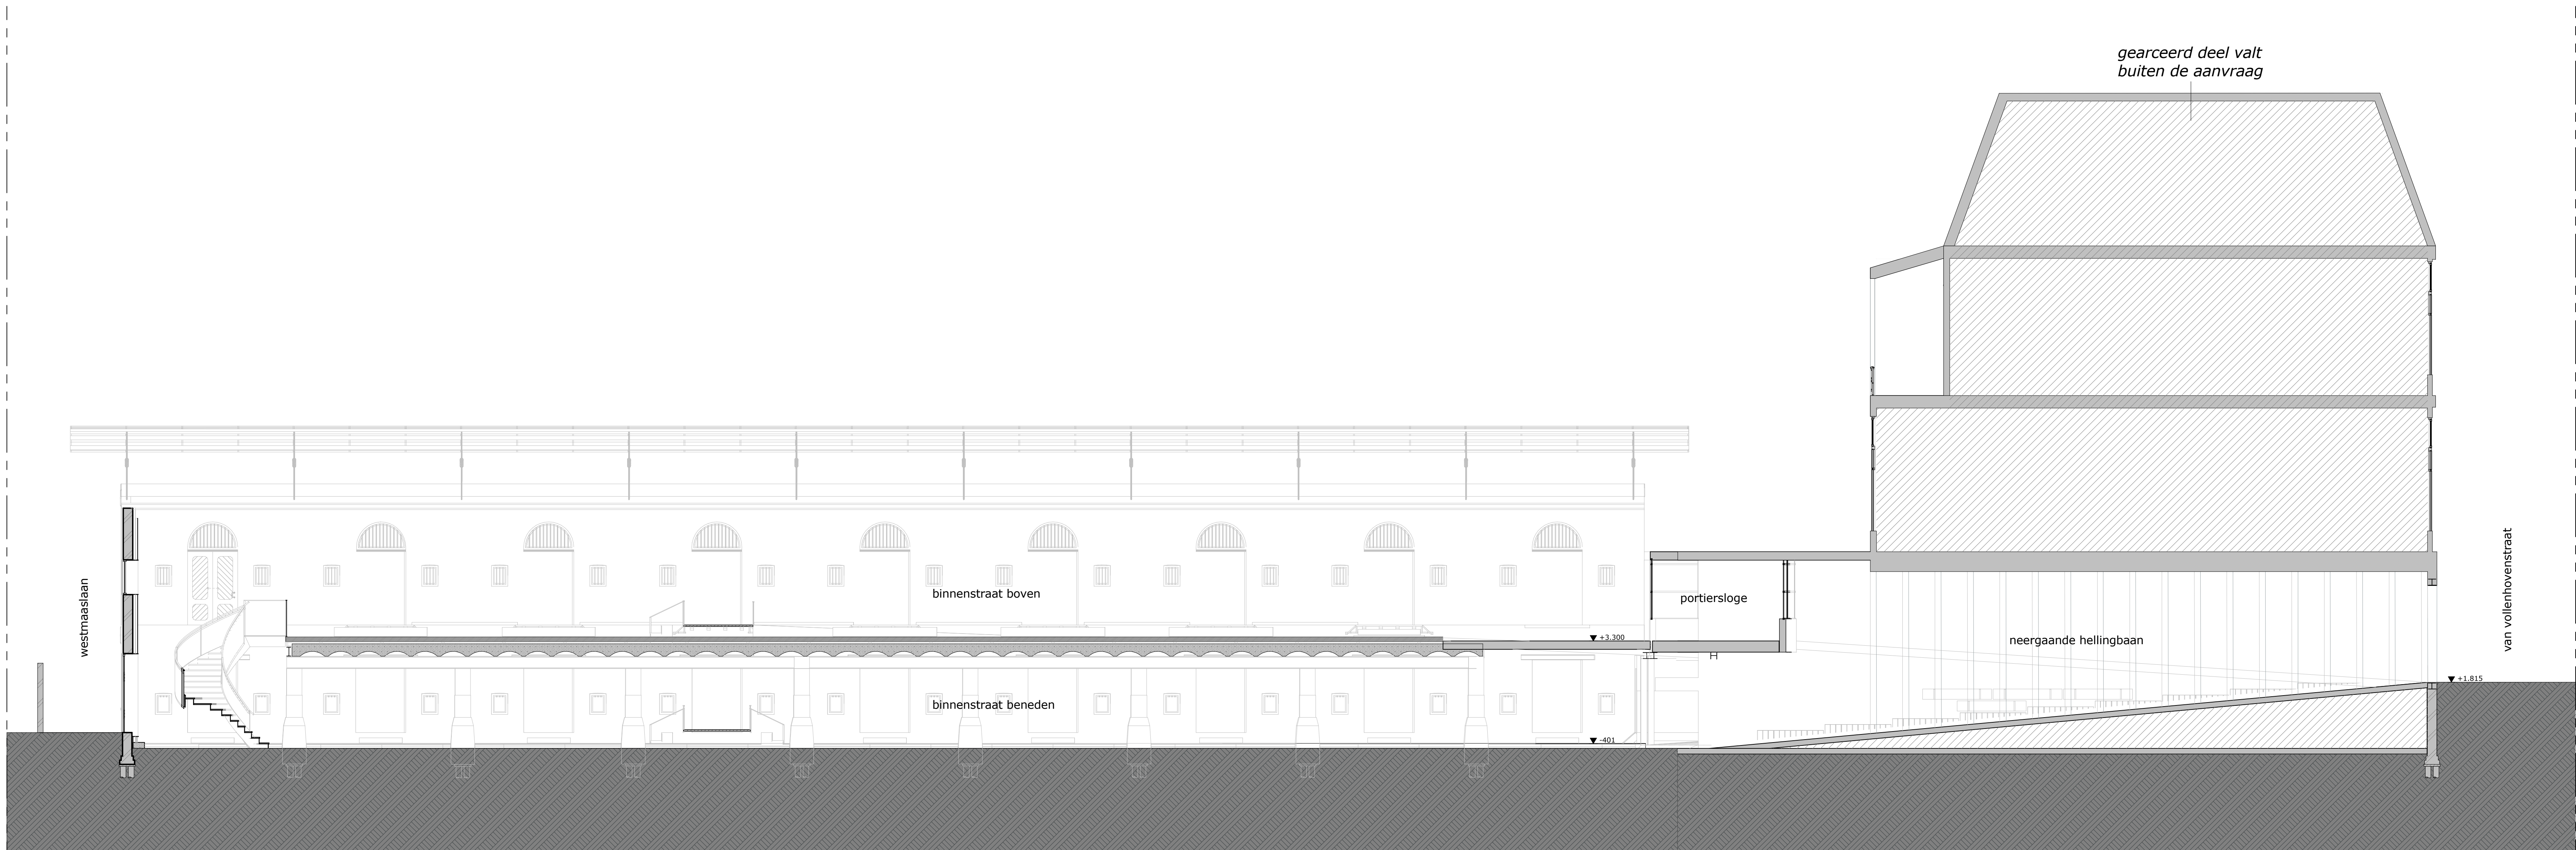 gearceerd deel valt
buiten de aanvraag
westmaaslaan
binnenstraat boven
portiersloge
+3.300
neergaande hellingbaan
van vollenhovenstraat
+1.815
binnenstraat beneden
-401